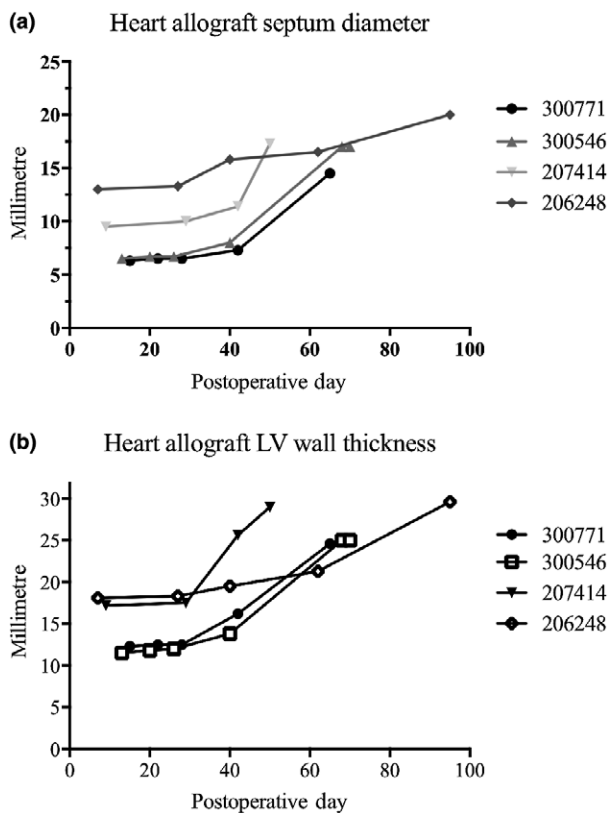 (a) Heart allograft septum diameter
25
20
15
10
5
0
Millimetre
0 20 40 60 80 100
Postoperative day
300771
300546
207414
206248
(b) Heart allograft LV wall thickness
30
25
20
15
10
5
0
Millimetre
0 20 40 60 80 100
Postoperative day
300771
300546
207414
206248